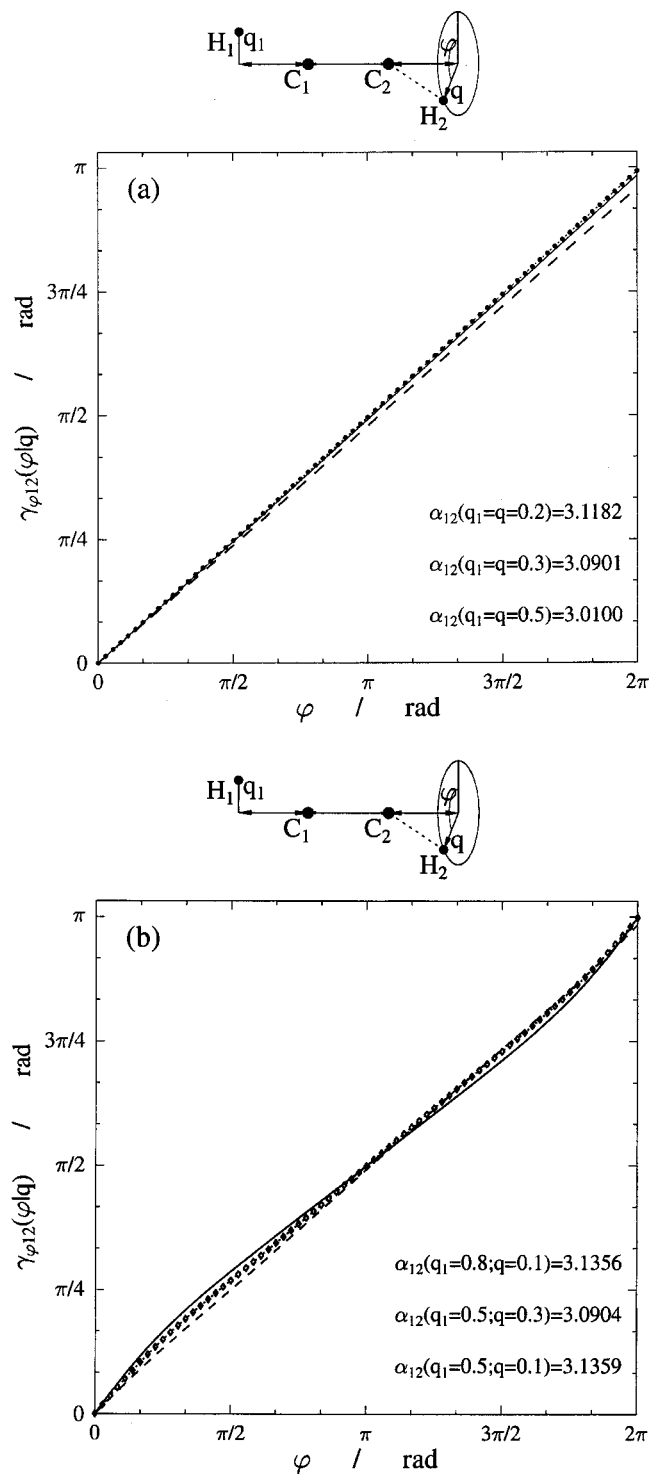 H₁ q₁ φ
C₁ C₂ q
H₂
(a)
π
3π/4
π/2
π/4
0
γφ12(φ|q) / rad
α₁₂(q₁=q=0.2)=3.1182
α₁₂(q₁=q=0.3)=3.0901
α₁₂(q₁=q=0.5)=3.0100
0 π/2 π 3π/2 2π
φ / rad
H₁ q₁ φ
C₁ C₂ q
H₂
(b)
π
3π/4
π/2
π/4
0
γφ12(φ|q) / rad
α₁₂(q₁=0.8;q=0.1)=3.1356
α₁₂(q₁=0.5;q=0.3)=3.0904
α₁₂(q₁=0.5;q=0.1)=3.1359
0 π/2 π 3π/2 2π
φ / rad